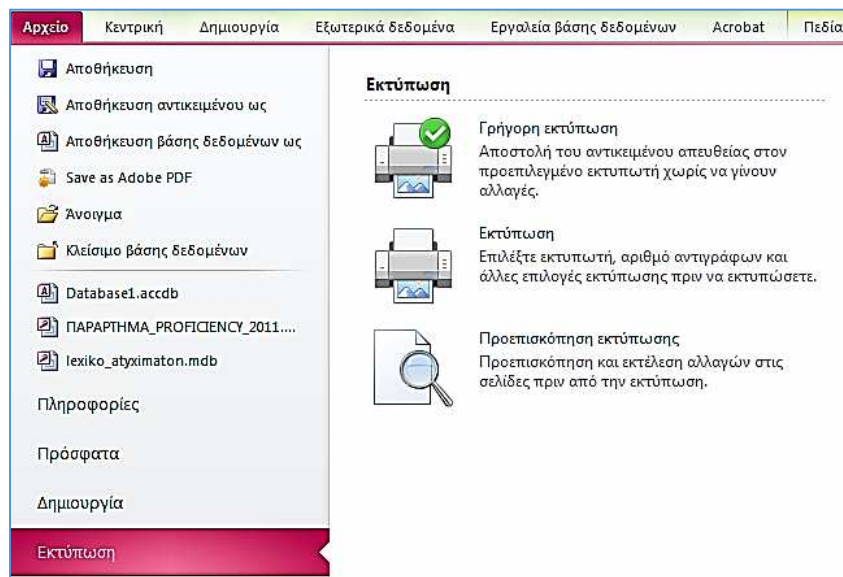 Αρχείο Κεντρική Δημιουργία Εξωτερικά δεδομένα Εργαλεία βάσης δεδομένων Acrobat Πεδία
Αποθήκευση
Αποθήκευση αντικειμένου ως
Αποθήκευση βάσης δεδομένων ως
Save as Adobe PDF
Άνοιγμα
Κλείσιμο βάσης δεδομένων
Database1.accdb
ΠΑΡΑΡΤΗΜΑ_PROFICIENCY_2011....
lexiko_atyximaton.mdb
Πληροφορίες
Πρόσφατα
Δημιουργία
Εκτύπωση
Εκτύπωση
Γρήγορη εκτύπωση
Αποστολή του αντικειμένου απευθείας στον
προεπιλεγμένο εκτυπωτή χωρίς να γίνουν
αλλαγές.
Εκτύπωση
Επιλέξτε εκτυπωτή, αριθμό αντιγράφων και
άλλες επιλογές εκτύπωσης πριν να εκτυπώσετε.
Προεπισκόπηση εκτύπωσης
Προεπισκόπηση και εκτέλεση αλλαγών στις
σελίδες πριν από την εκτύπωση.